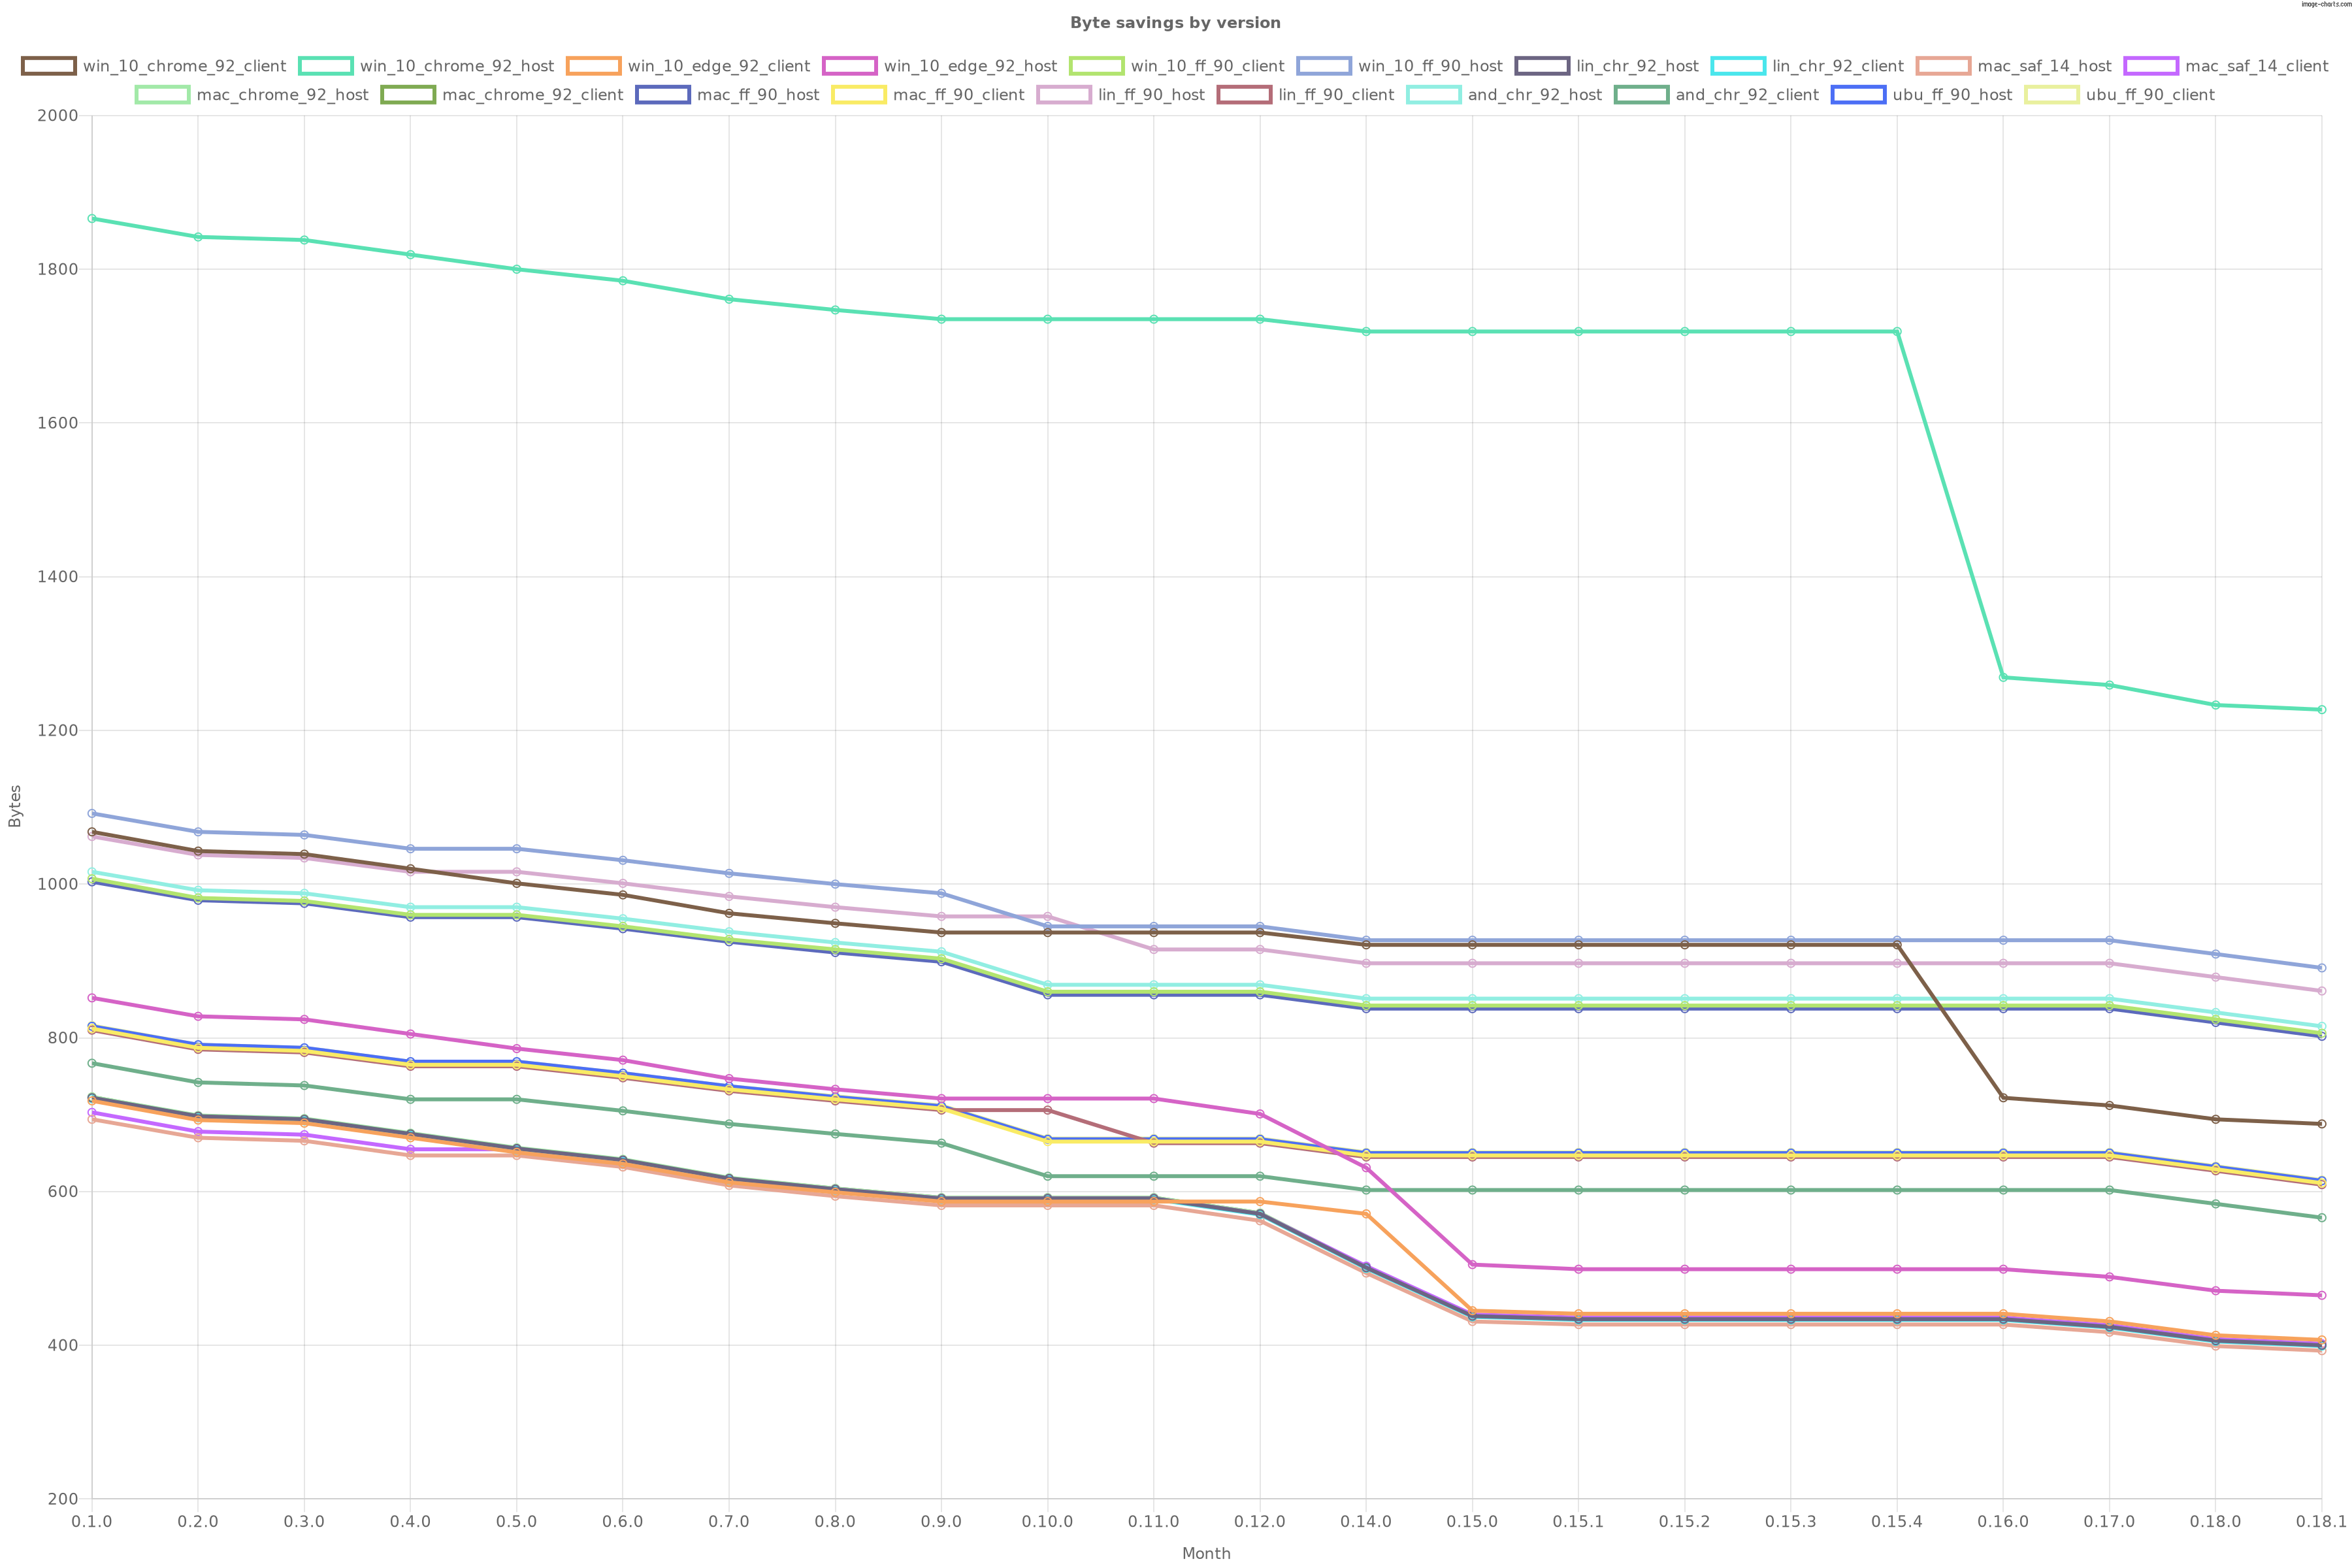 image-charts.com
Byte savings by version
win_10_chrome_92_client win_10_chrome_92_host win_10_edge_92_client win_10_edge_92_host win_10_ff_90_client win_10_ff_90_host lin_chr_92_host lin_chr_92_client mac_saf_14_host mac_saf_14_client
mac_chrome_92_host mac_chrome_92_client mac_ff_90_host mac_ff_90_client lin_ff_90_host lin_ff_90_client and_chr_92_host and_chr_92_client ubu_ff_90_host ubu_ff_90_client
2000
1800
1600
1400
1200
1000
800
600
400
200
Bytes
0.1.0 0.2.0 0.3.0 0.4.0 0.5.0 0.6.0 0.7.0 0.8.0 0.9.0 0.10.0 0.11.0 0.12.0 0.14.0 0.15.0 0.15.1 0.15.2 0.15.3 0.15.4 0.16.0 0.17.0 0.18.0 0.18.1
Month